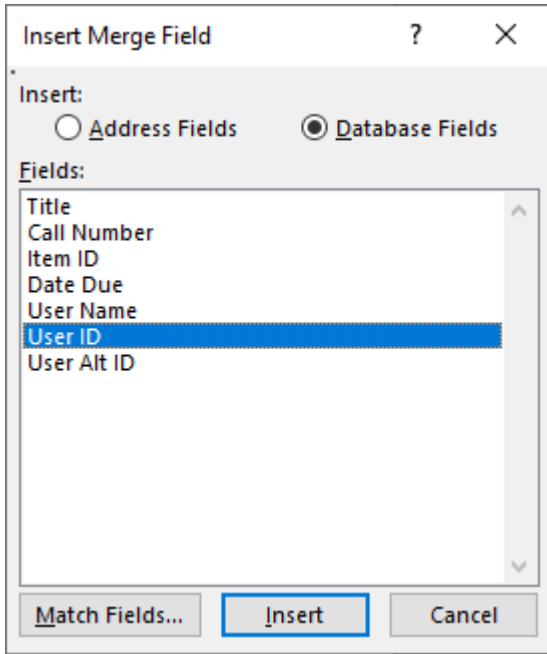 Insert Merge Field ? ×
Insert:
Address Fields Database Fields
Fields:
Title
Call Number
Item ID
Date Due
User Name
User ID
User Alt ID
Match Fields... Insert Cancel